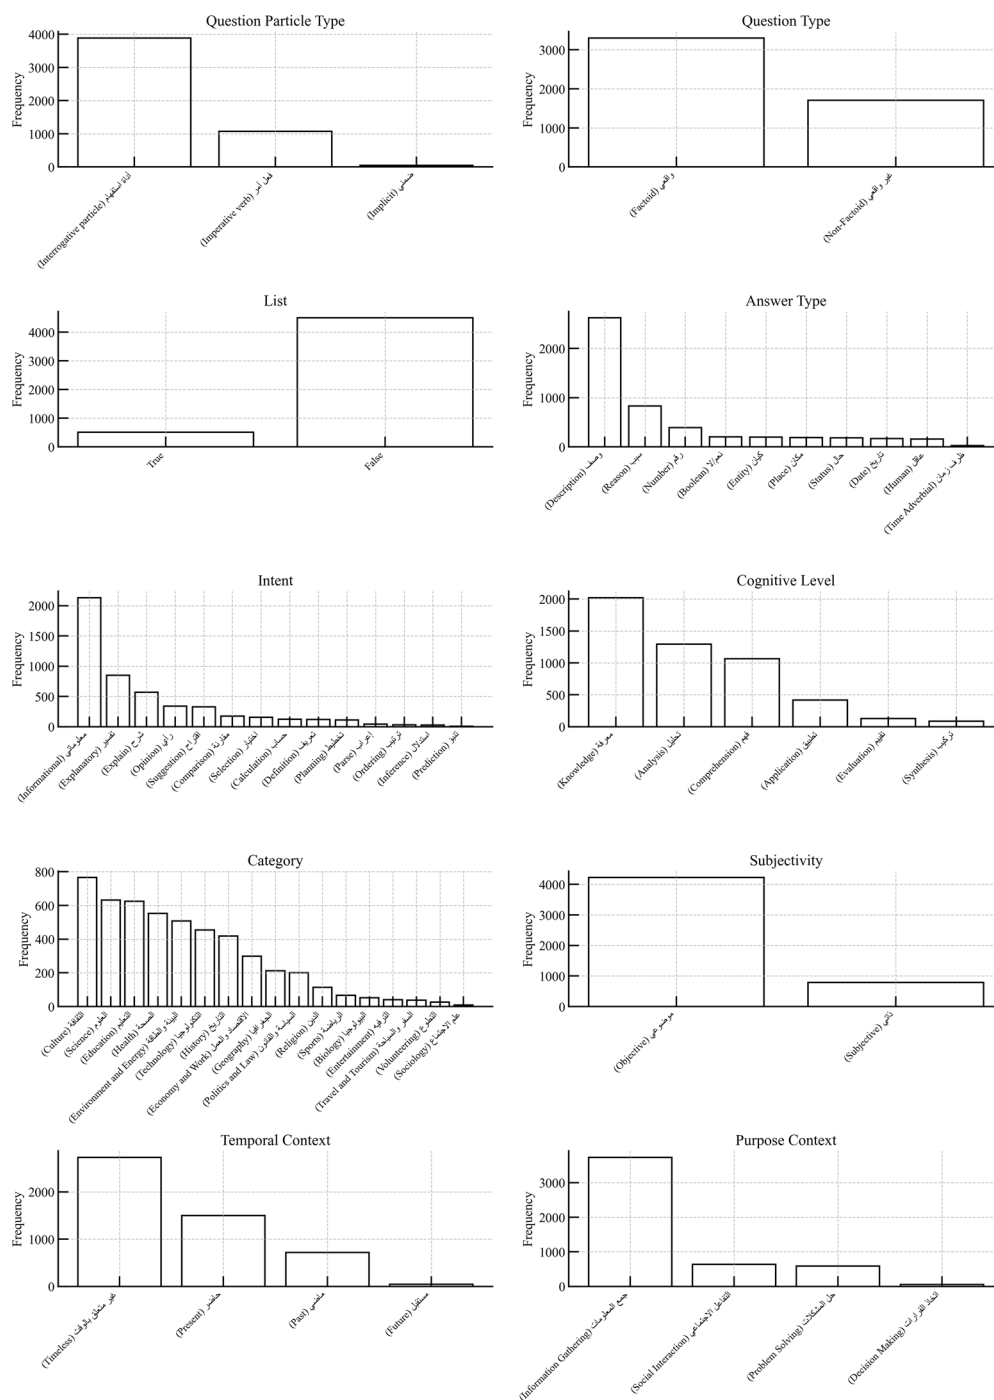 Question Particle Type
Frequency
4000
3000
2000
1000
0
أداة استفهام (Interrogative particle)
فعل أمر (Imperative verb)
ضمني (Implicit)
Question Type
Frequency
3000
2000
1000
0
واقعي (Factoid)
غير واقعي (Non-Factoid)
List
Frequency
4000
3000
2000
1000
0
True
False
Answer Type
Frequency
2000
1000
0
وصف (Description)
سبب (Reason)
رقم (Number)
نعم/لا (Boolean)
كيان (Entity)
مكان (Place)
حال (Status)
تاريخ (Date)
عاقل (Human)
ظرف زمان (Time Adverbial)
Intent
Frequency
2000
1500
1000
500
0
معلوماتي (Informational)
تفسير (Explanatory)
شرح (Explain)
رأي (Opinion)
اقتراح (Suggestion)
مقارنة (Comparison)
اختيار (Selection)
حساب (Calculation)
تعريف (Definition)
تخطيط (Planning)
إعراب (Parse)
ترتيب (Ordering)
استدلال (Inference)
تنبؤ (Prediction)
Cognitive Level
Frequency
2000
1500
1000
500
0
معرفة (Knowledge)
تحليل (Analysis)
فهم (Comprehension)
تطبيق (Application)
تقييم (Evaluation)
تركيب (Synthesis)
Category
Frequency
800
600
400
200
0
الثقافة (Culture)
العلوم (Science)
التعليم (Education)
الصحة (Health)
البيئة والطاقة (Environment and Energy)
التكنولوجيا (Technology)
التاريخ (History)
الاقتصاد والعمل (Economy and Work)
الجغرافيا (Geography)
السياسة والقانون (Politics and Law)
الدين (Religion)
الرياضة (Sports)
البيولوجيا (Biology)
الترفيه (Entertainment)
السفر والسياحة (Travel and Tourism)
التطوع (Volunteering)
علم الاجتماع (Sociology)
Subjectivity
Frequency
4000
3000
2000
1000
0
موضوعي (Objective)
ذاتي (Subjective)
Temporal Context
Frequency
2000
1000
0
غير متعلق بالوقت (Timeless)
حاضر (Present)
ماضي (Past)
مستقبل (Future)
Purpose Context
Frequency
3000
2000
1000
0
جمع المعلومات (Information Gathering)
التفاعل الاجتماعي (Social Interaction)
حل المشكلات (Problem Solving)
اتخاذ القرارات (Decision Making)